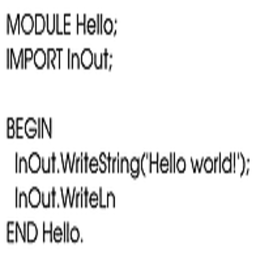 MODULE Hello;
IMPORT InOut;

BEGIN
  InOut.WriteString('Hello world!');
  InOut.WriteLn
END Hello.